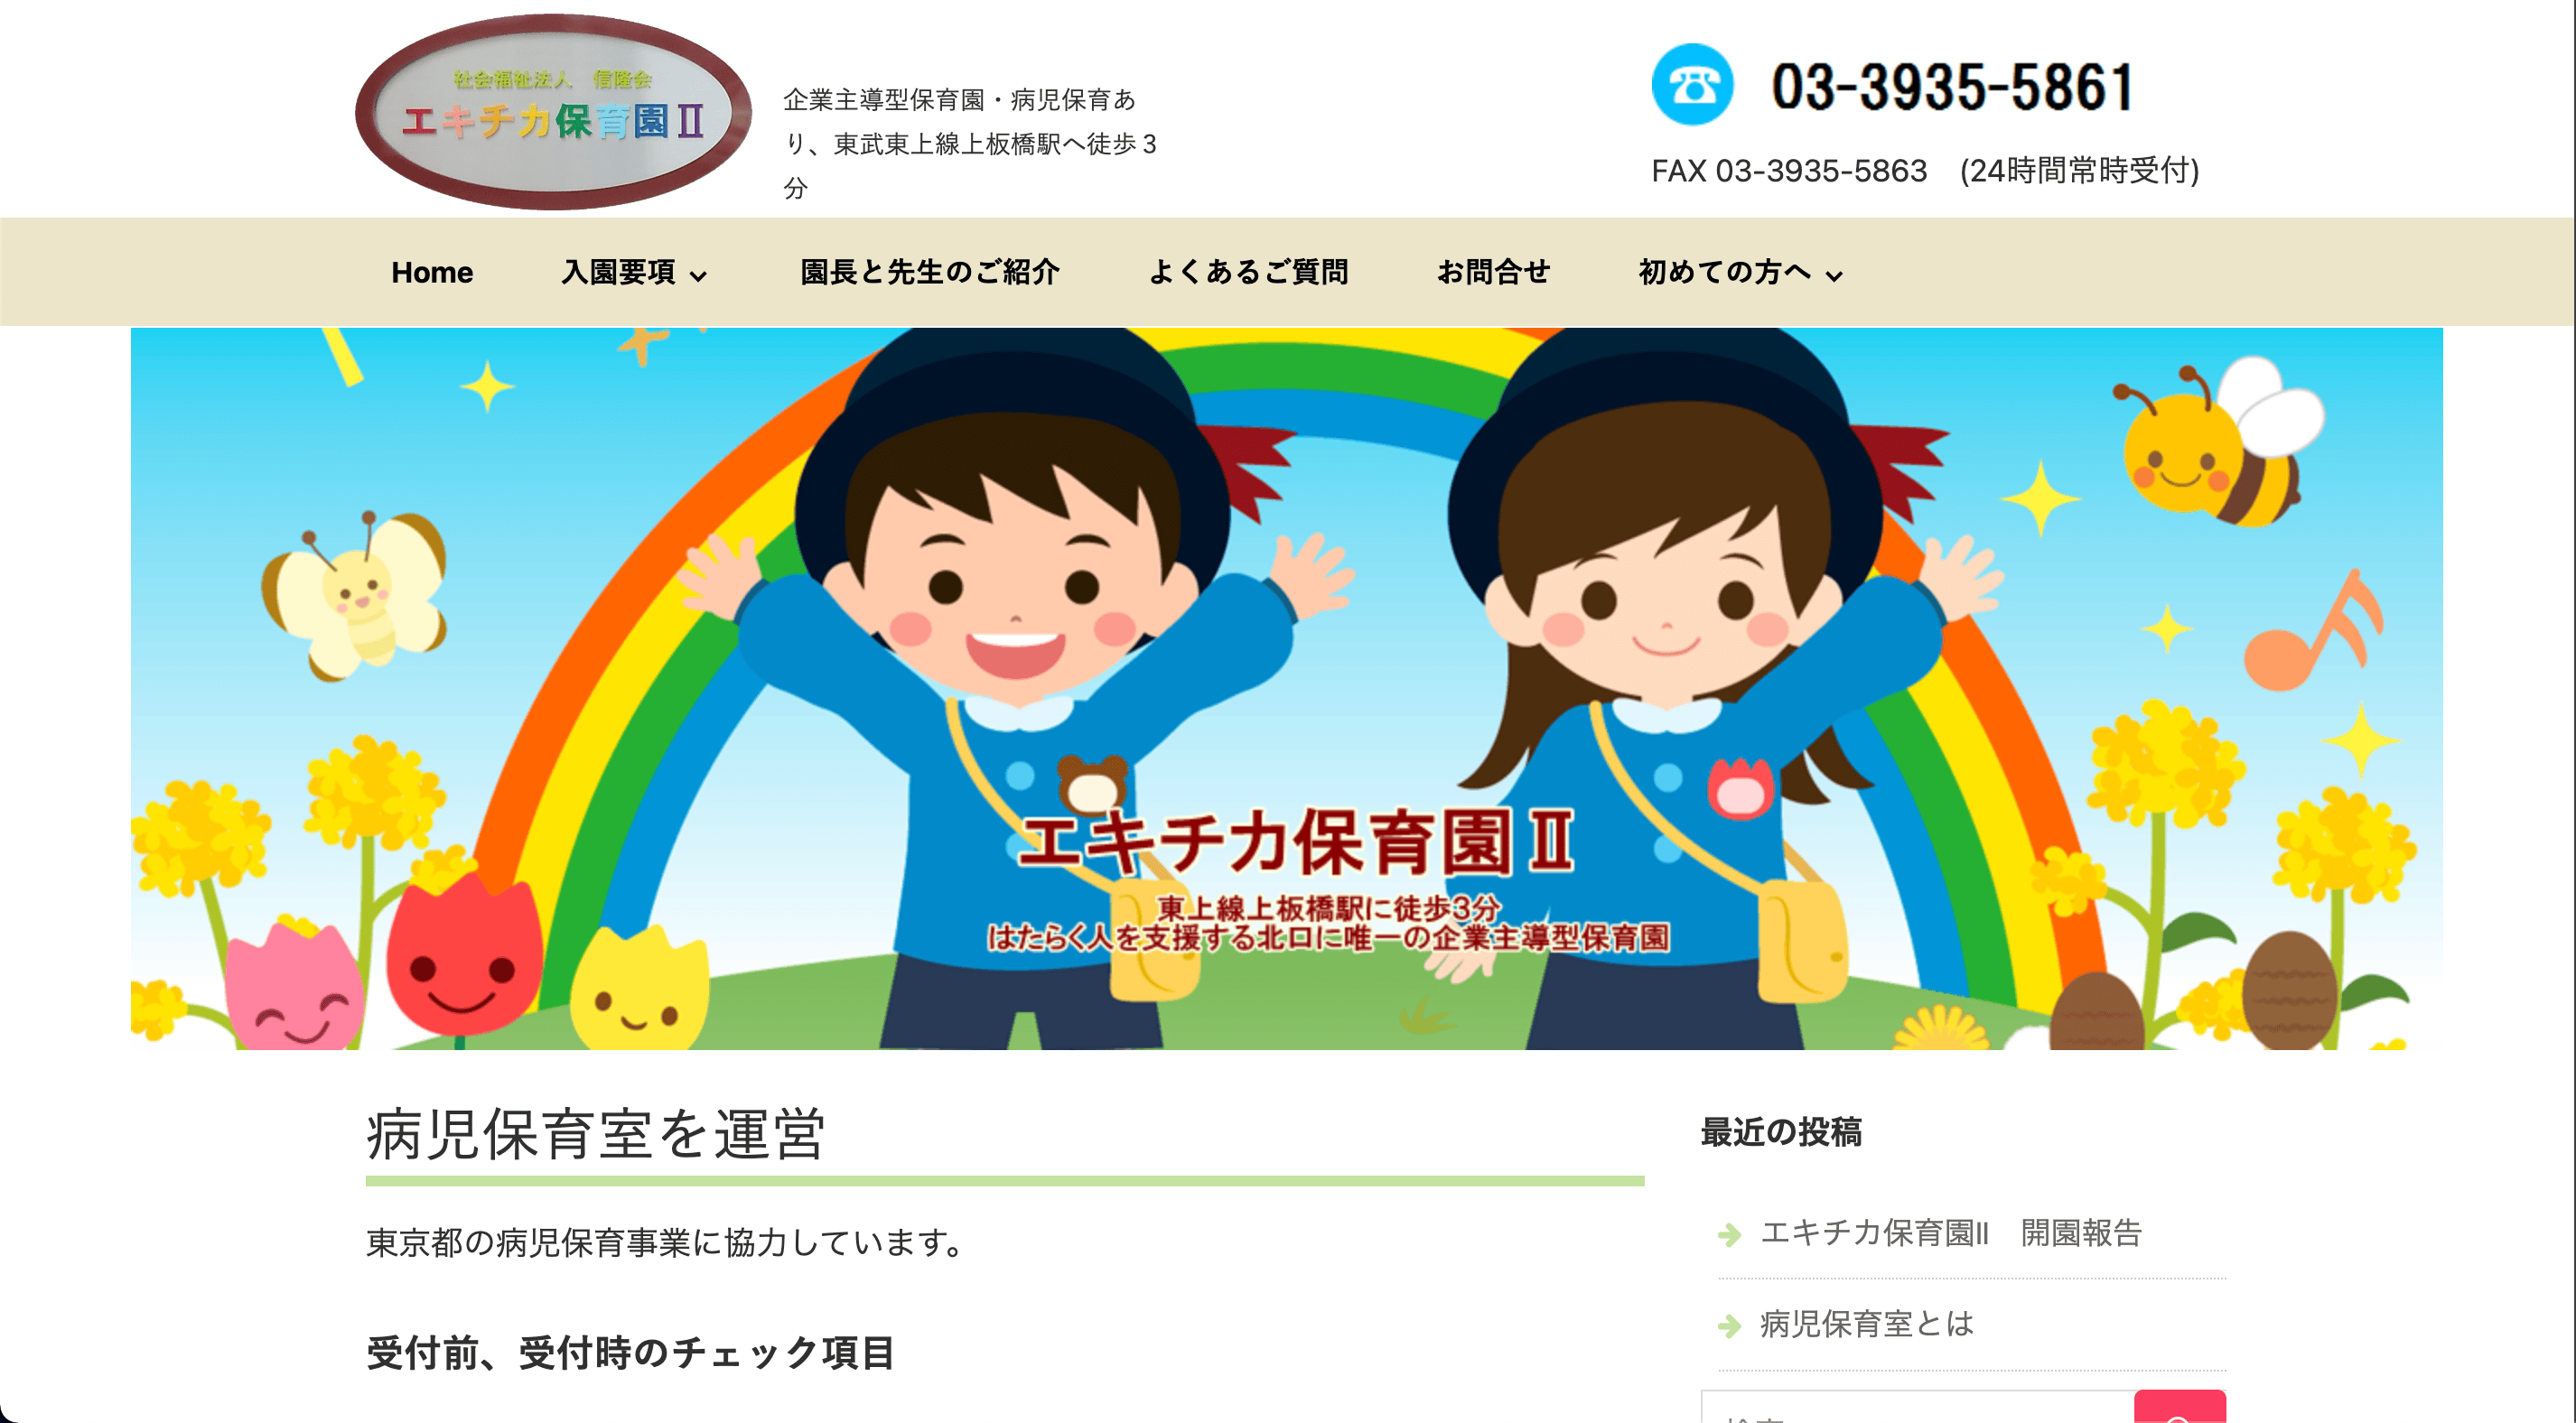 社会福祉法人　信隆会
エキチカ保育園Ⅱ
企業主導型保育園・病児保育あ
り、東武東上線上板橋駅へ徒歩３
分
03-3935-5861
FAX 03-3935-5863　(24時間常時受付)
Home
入園要項
園長と先生のご紹介
よくあるご質問
お問合せ
初めての方へ
エキチカ保育園Ⅱ
東上線上板橋駅に徒歩3分
はたらく人を支援する北口に唯一の企業主導型保育園
病児保育室を運営
東京都の病児保育事業に協力しています。
受付前、受付時のチェック項目
最近の投稿
エキチカ保育園II　開園報告
病児保育室とは